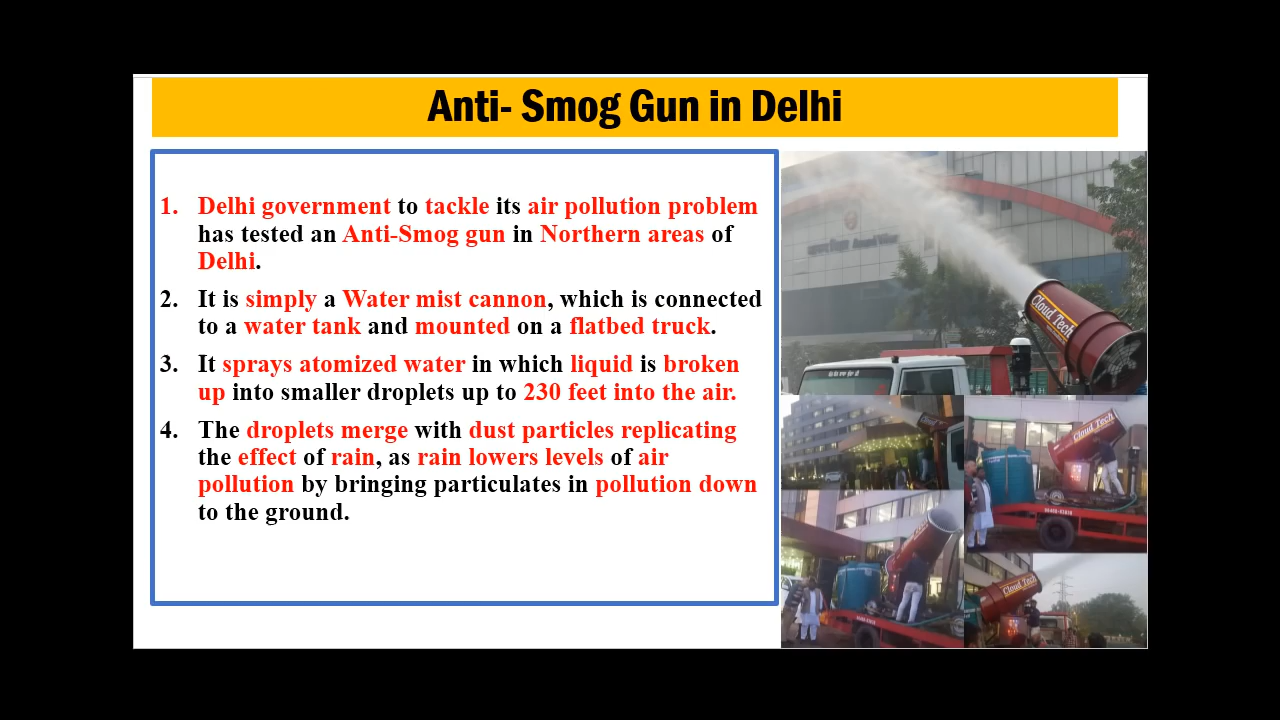 Anti- Smog Gun in Delhi
1. Delhi government to tackle its air pollution problem
has tested an Anti-Smog gun in Northern areas of
Delhi.
2. It is simply a Water mist cannon, which is connected
to a water tank and mounted on a flatbed truck.
3. It sprays atomized water in which liquid is broken
up into smaller droplets up to 230 feet into the air.
4. The droplets merge with dust particles replicating
the effect of rain, as rain lowers levels of air
pollution by bringing particulates in pollution down
to the ground.
Cloud Tech
Cloud Tech
Cloud Tech